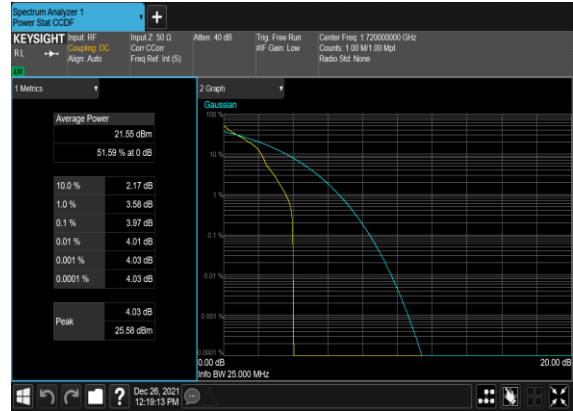 Spectrum Analyzer 1
Power Stat CCDF
KEYSIGHT
RL
Input: RF
Coupling: DC
Align: Auto
Input Z: 50 Ω
Corr CCorr
Freq Ref: Int (S)
Atten: 40 dB
Trig: Free Run
#IF Gain: Low
Center Freq: 1.720000000 GHz
Counts: 1.00 M/1.00 Mpt
Radio Std: None
1 Metrics
Average Power
21.55 dBm
51.59 % at 0 dB
10.0 % 2.17 dB
1.0 % 3.58 dB
0.1 % 3.97 dB
0.01 % 4.01 dB
0.001 % 4.03 dB
0.0001 % 4.03 dB
Peak
4.03 dB
25.58 dBm
2 Graph
Gaussian
100 %
10 %
1 %
0.1 %
0.01 %
0.001 %
0.0001 %
0.00 dB 20.00 dB
Info BW 25.000 MHz
?
Dec 26, 2021
12:19:13 PM